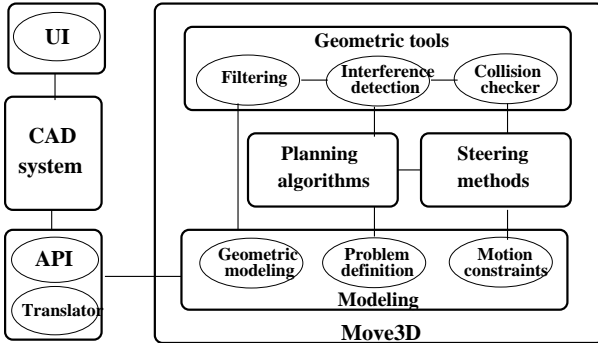 UI
CAD
system
API
Translator
Geometric tools
Filtering
Interference
detection
Collision
checker
Planning
algorithms
Steering
methods
Geometric
modeling
Problem
definition
Motion
constraints
Modeling
Move3D